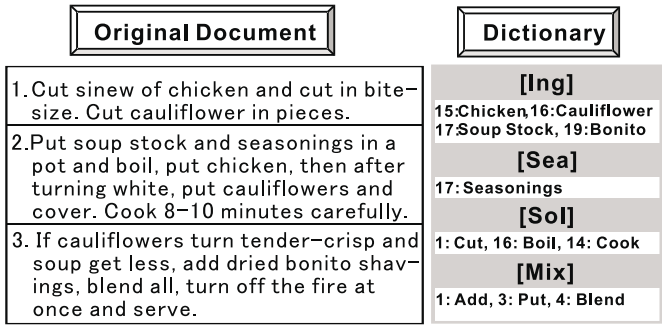 Original Document
1.Cut sinew of chicken and cut in bite-
size. Cut cauliflower in pieces.
2.Put soup stock and seasonings in a
pot and boil, put chicken, then after
turning white, put cauliflowers and
cover. Cook 8-10 minutes carefully.
3. If cauliflowers turn tender-crisp and
soup get less, add dried bonito shav-
ings, blend all, turn off the fire at
once and serve.
Dictionary
[Ing]
15:Chicken,16:Cauliflower
17:Soup Stock, 19:Bonito
[Sea]
17: Seasonings
[Sol]
1: Cut, 16: Boil, 14: Cook
[Mix]
1: Add, 3: Put, 4: Blend